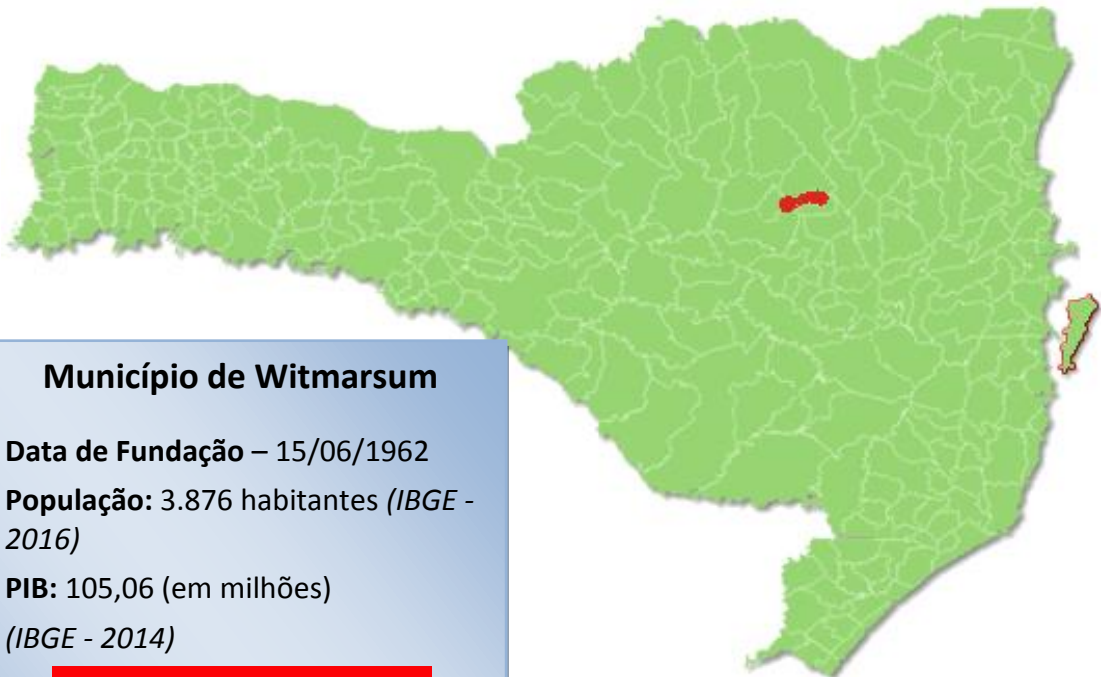 Município de Witmarsum
Data de Fundação – 15/06/1962
População: 3.876 habitantes (IBGE -
2016)
PIB: 105,06 (em milhões)
(IBGE - 2014)